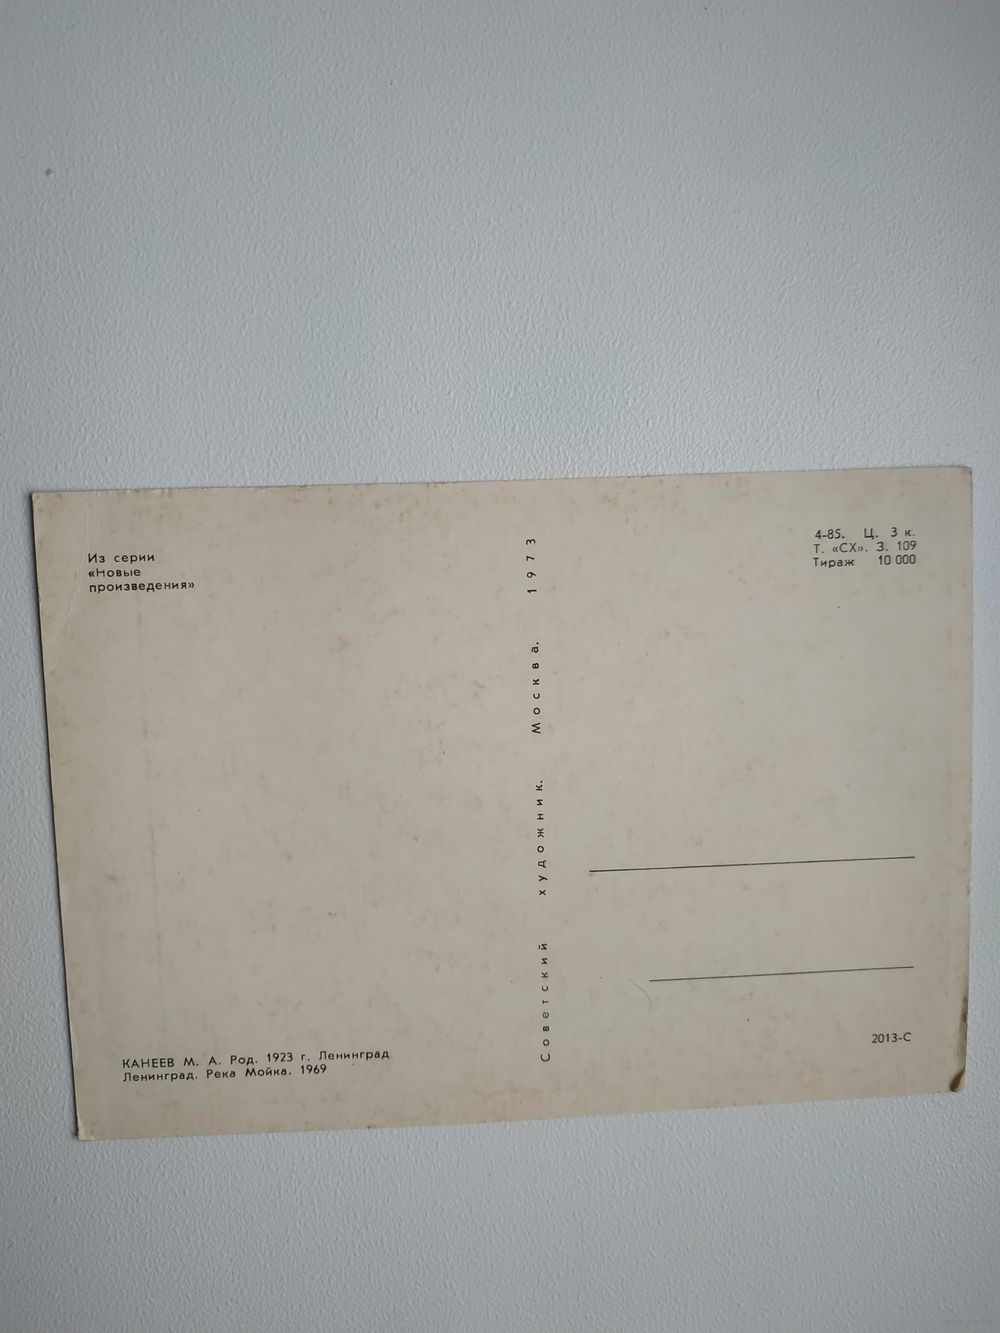 Из серии
«Новые
произведения»
4-85. Ц. 3 к.
Т. «СХ». З. 109
Тираж 10 000
Советский художник. Москва. 1973
2013-С
КАНЕЕВ М. А. Род. 1923 г. Ленинград
Ленинград. Река Мойка. 1969